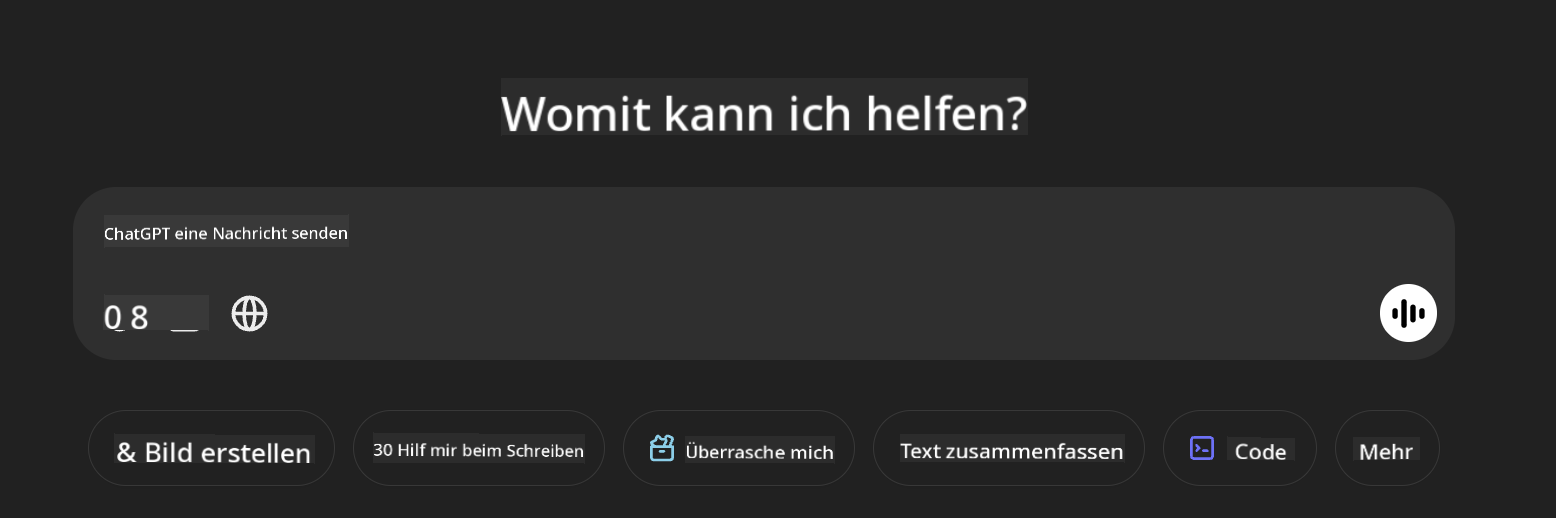 Womit kann ich helfen?
ChatGPT eine Nachricht senden
0 8
& Bild erstellen
30 Hilf mir beim Schreiben
Überrasche mich
Text zusammenfassen
Code
Mehr